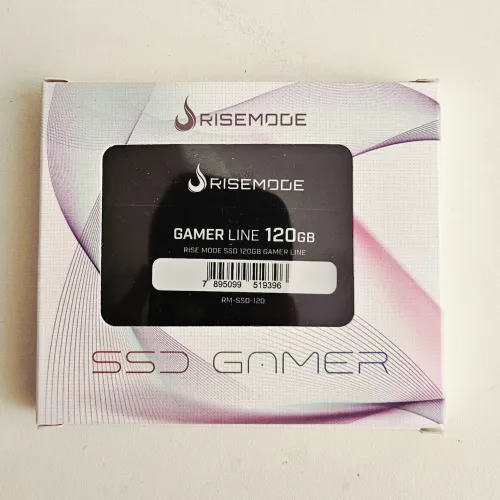 RISEMODE
RISEMODE
GAMER LINE 120GB
RISE MODE SSD 120GB GAMER LINE
7 895099 519396
RM-SSD-120
SSD GAMER